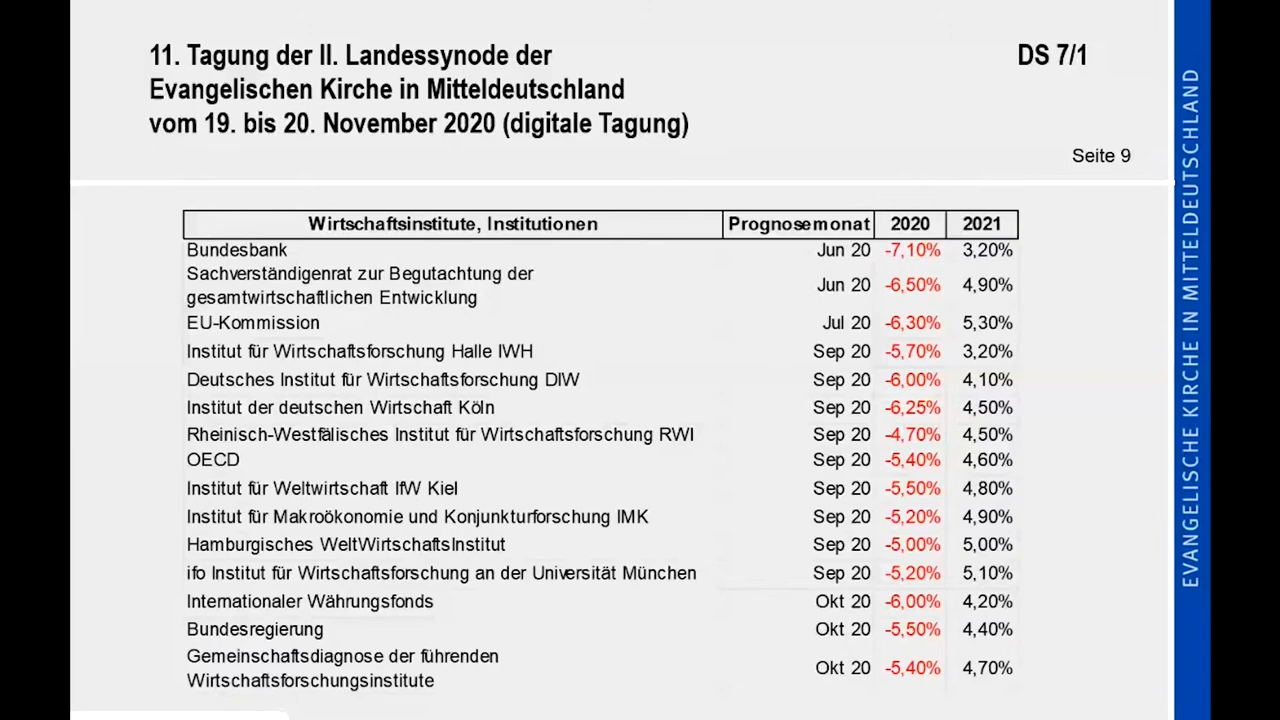 11. Tagung der II. Landessynode der
Evangelischen Kirche in Mitteldeutschland
vom 19. bis 20. November 2020 (digitale Tagung)
DS 7/1
Seite 9
Wirtschaftsinstitute, Institutionen Prognosemonat 2020 2021
Bundesbank Jun 20 -7,10% 3,20%
Sachverständigenrat zur Begutachtung der
gesamtwirtschaftlichen Entwicklung Jun 20 -6,50% 4,90%
EU-Kommission Jul 20 -6,30% 5,30%
Institut für Wirtschaftsforschung Halle IWH Sep 20 -5,70% 3,20%
Deutsches Institut für Wirtschaftsforschung DIW Sep 20 -6,00% 4,10%
Institut der deutschen Wirtschaft Köln Sep 20 -6,25% 4,50%
Rheinisch-Westfälisches Institut für Wirtschaftsforschung RWI Sep 20 -4,70% 4,50%
OECD Sep 20 -5,40% 4,60%
Institut für Weltwirtschaft IfW Kiel Sep 20 -5,50% 4,80%
Institut für Makroökonomie und Konjunkturforschung IMK Sep 20 -5,20% 4,90%
Hamburgisches WeltWirtschaftsInstitut Sep 20 -5,00% 5,00%
ifo Institut für Wirtschaftsforschung an der Universität München Sep 20 -5,20% 5,10%
Internationaler Währungsfonds Okt 20 -6,00% 4,20%
Bundesregierung Okt 20 -5,50% 4,40%
Gemeinschaftsdiagnose der führenden
Wirtschaftsforschungsinstitute Okt 20 -5,40% 4,70%
EVANGELISCHE KIRCHE IN MITTELDEUTSCHLAND